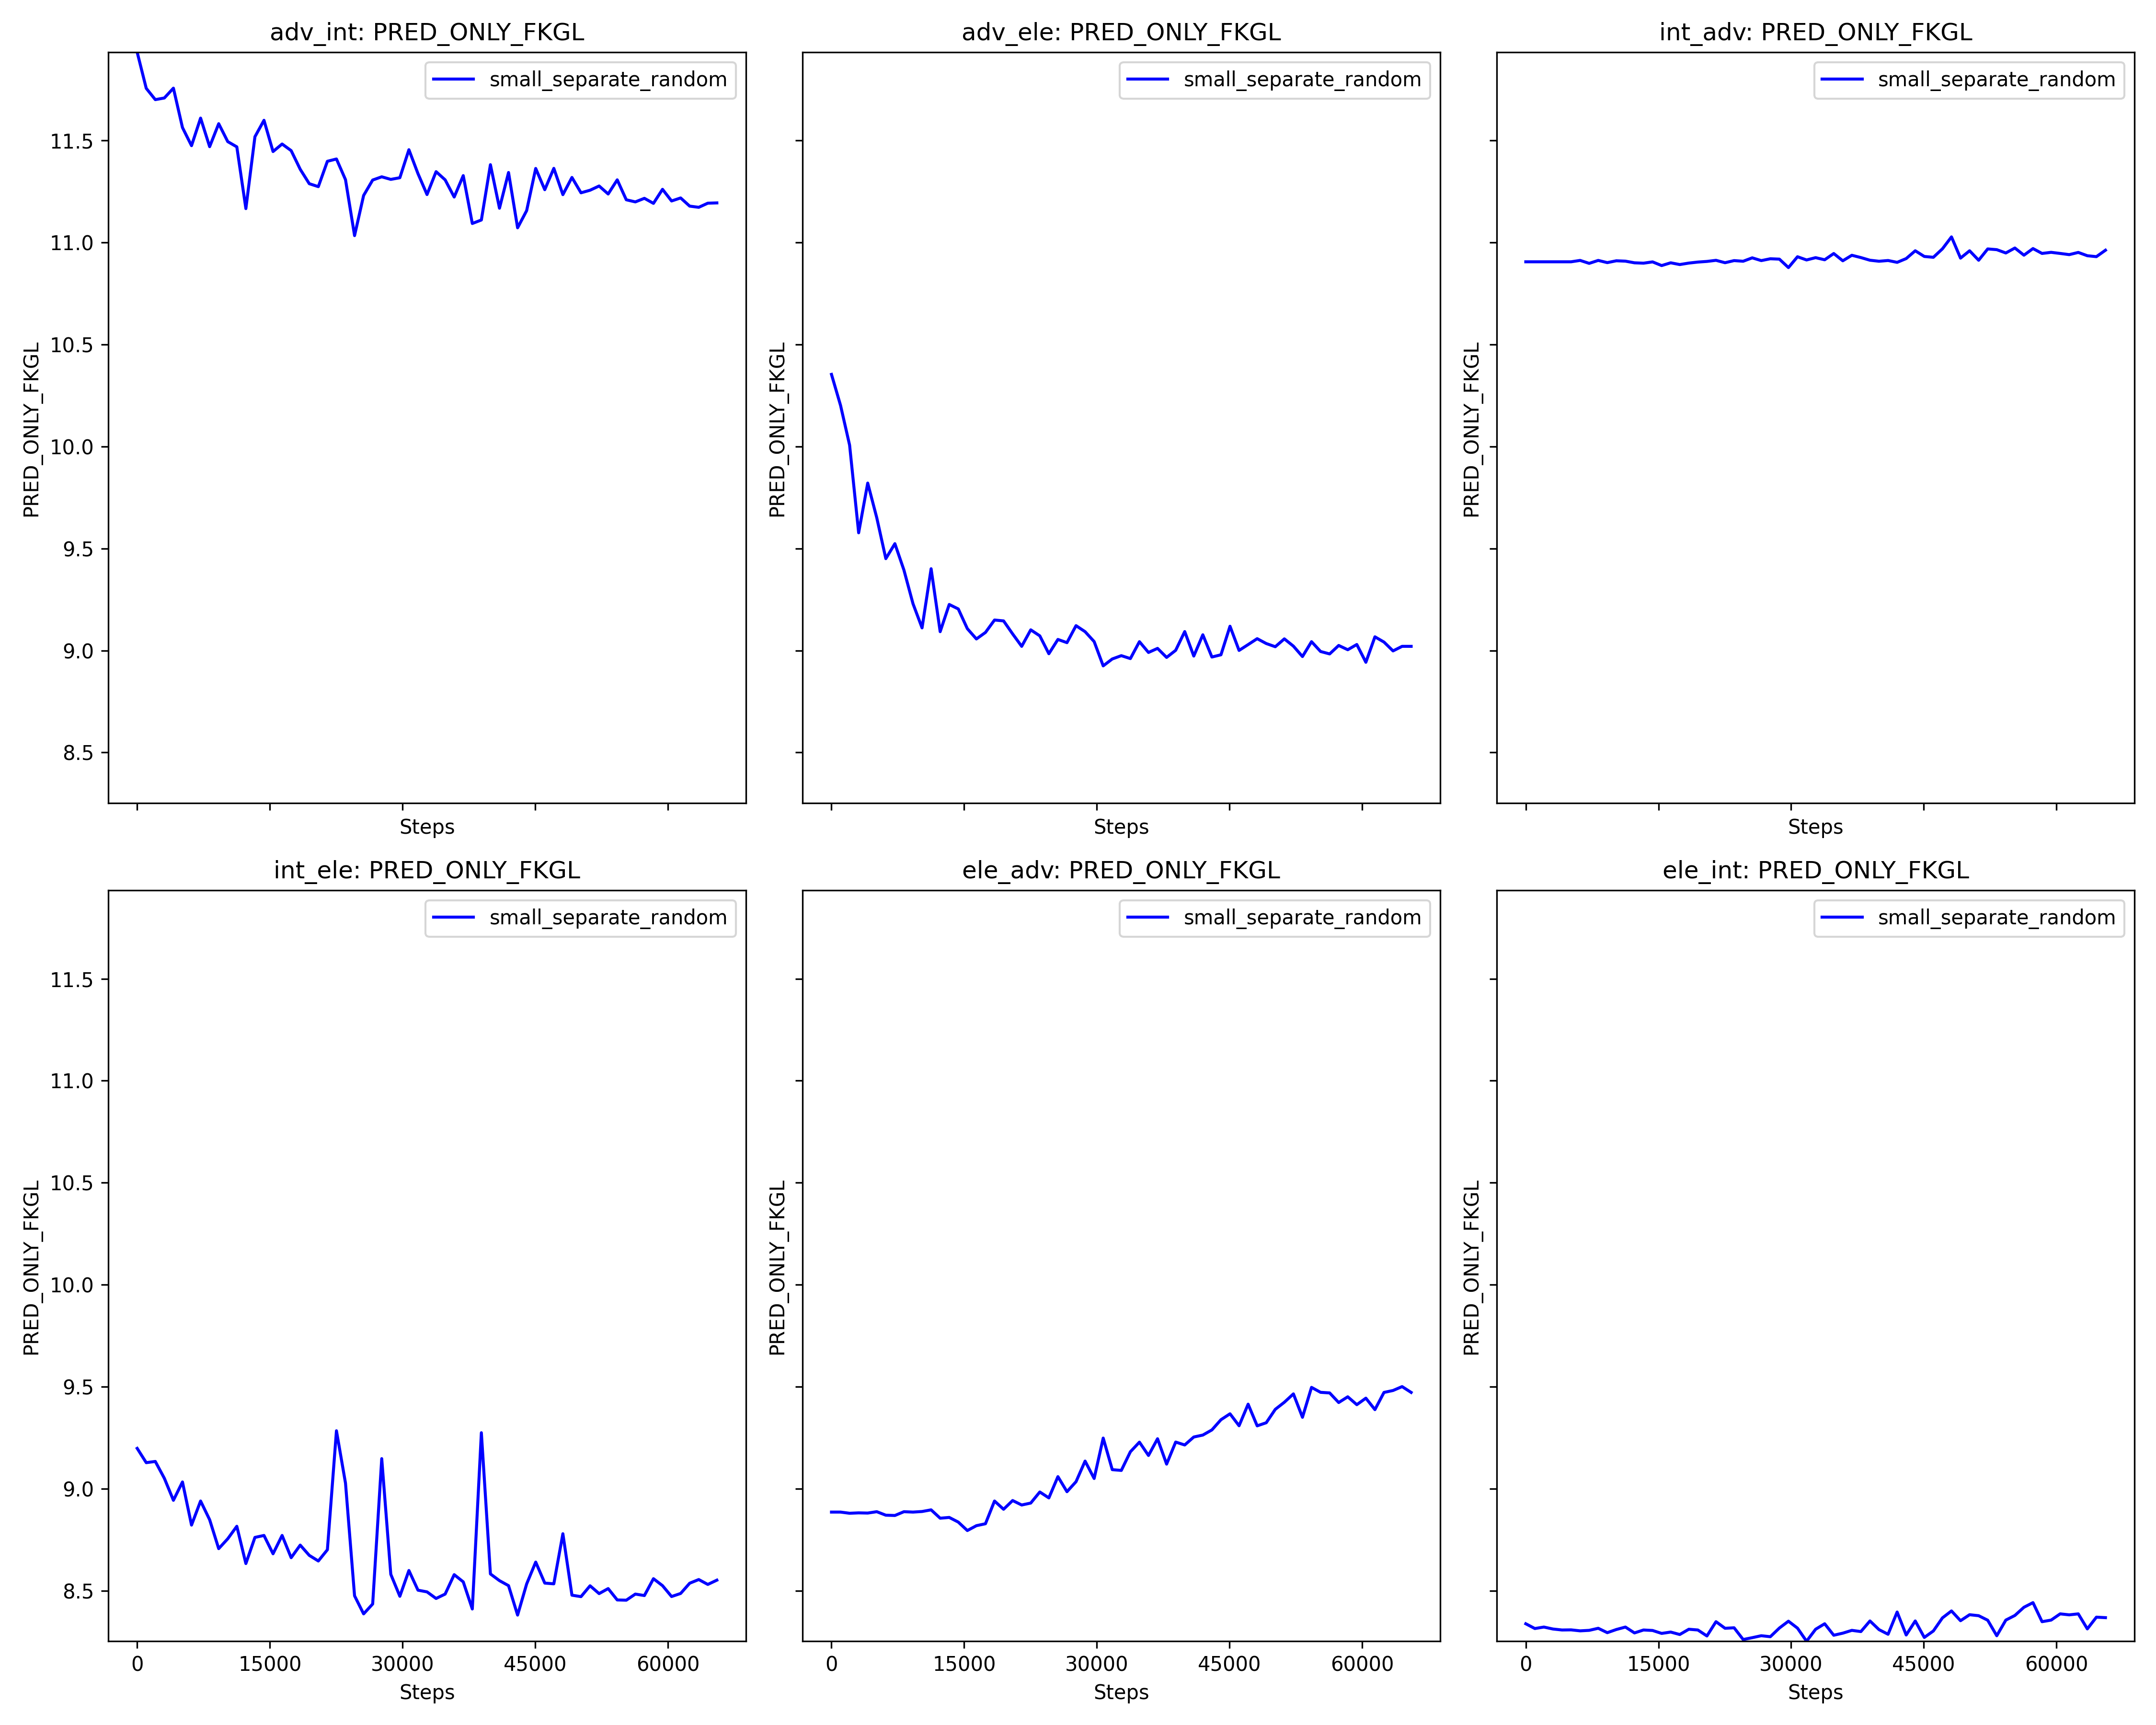 adv_int: PRED_ONLY_FKGL
small_separate_random
PRED_ONLY_FKGL
11.5
11.0
10.5
10.0
9.5
9.0
8.5
Steps
adv_ele: PRED_ONLY_FKGL
small_separate_random
PRED_ONLY_FKGL
Steps
int_adv: PRED_ONLY_FKGL
small_separate_random
PRED_ONLY_FKGL
Steps
int_ele: PRED_ONLY_FKGL
small_separate_random
PRED_ONLY_FKGL
11.5
11.0
10.5
10.0
9.5
9.0
8.5
0 15000 30000 45000 60000
Steps
ele_adv: PRED_ONLY_FKGL
small_separate_random
PRED_ONLY_FKGL
0 15000 30000 45000 60000
Steps
ele_int: PRED_ONLY_FKGL
small_separate_random
PRED_ONLY_FKGL
0 15000 30000 45000 60000
Steps